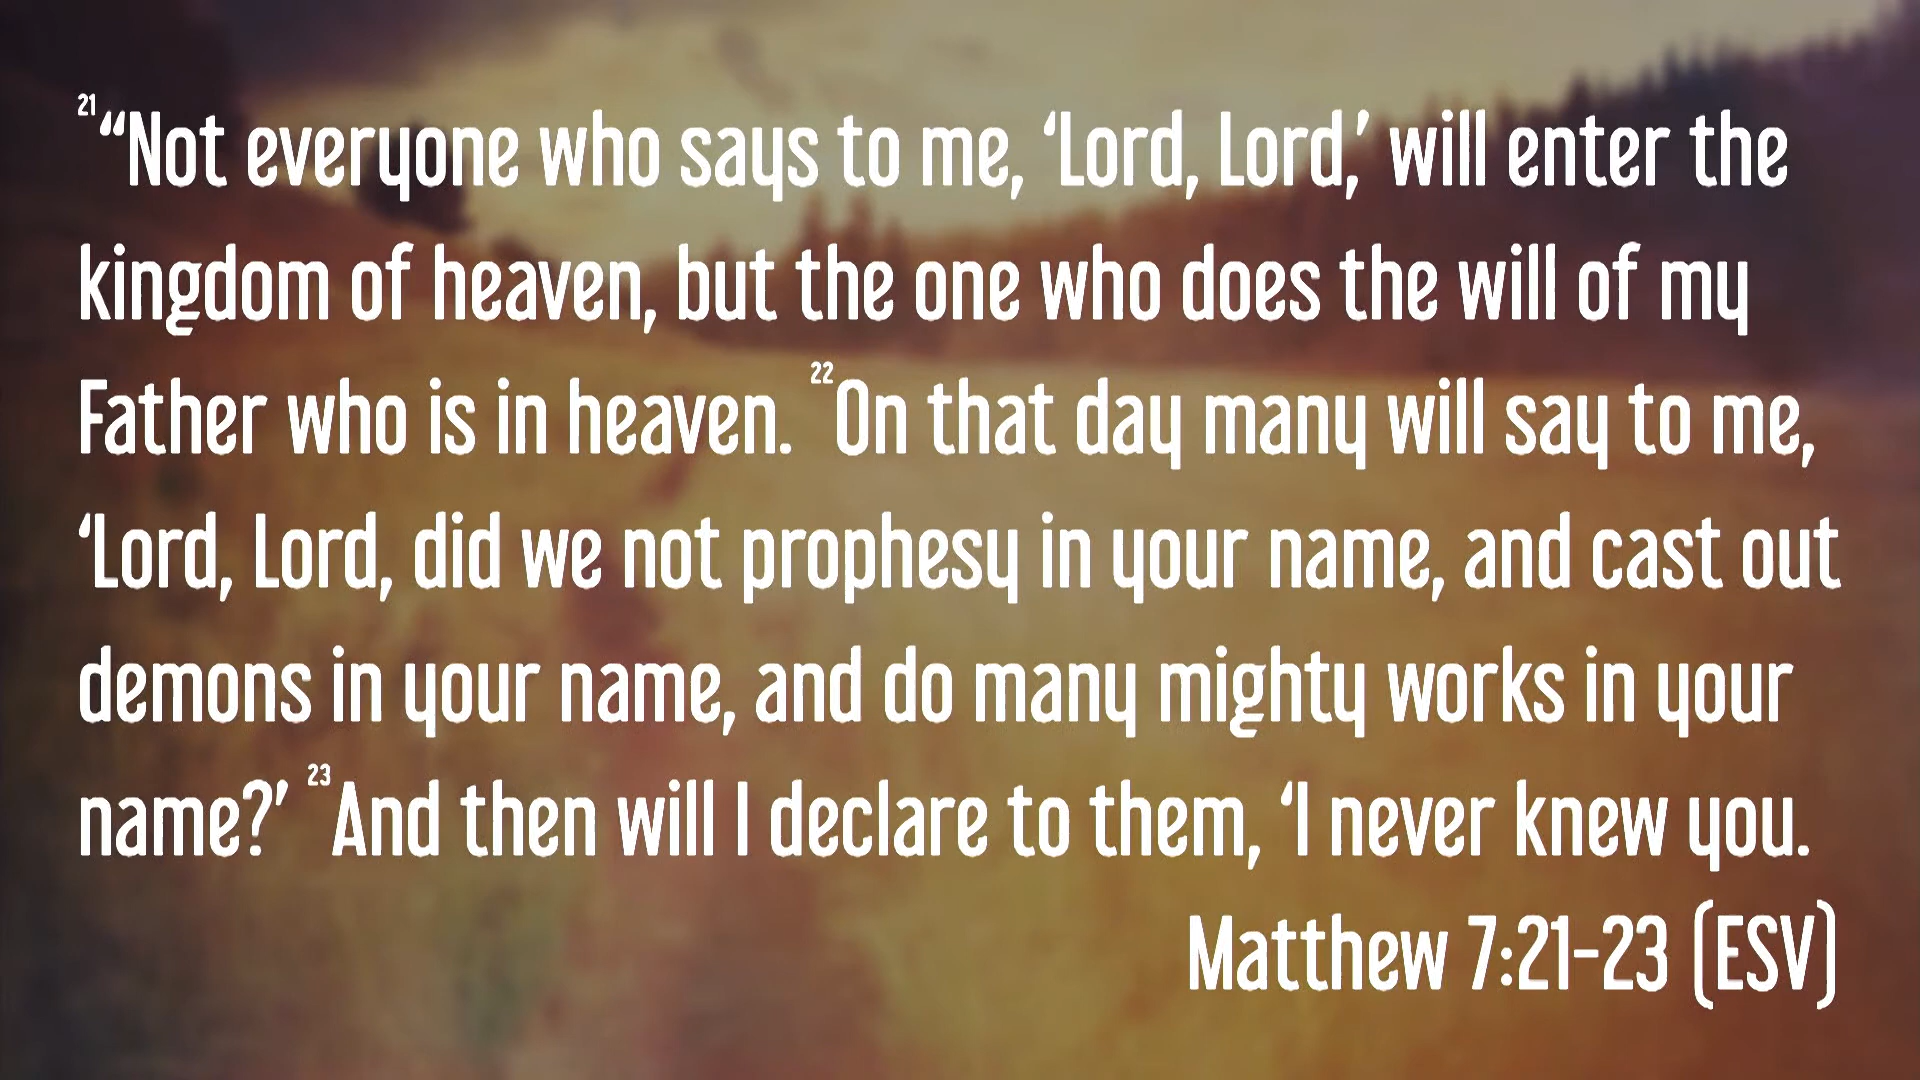 21“Not everyone who says to me, ‘Lord, Lord,’ will enter the
kingdom of heaven, but the one who does the will of my
Father who is in heaven. 22On that day many will say to me,
‘Lord, Lord, did we not prophesy in your name, and cast out
demons in your name, and do many mighty works in your
name?’ 23And then will I declare to them, ‘I never knew you.
Matthew 7:21-23 (ESV)